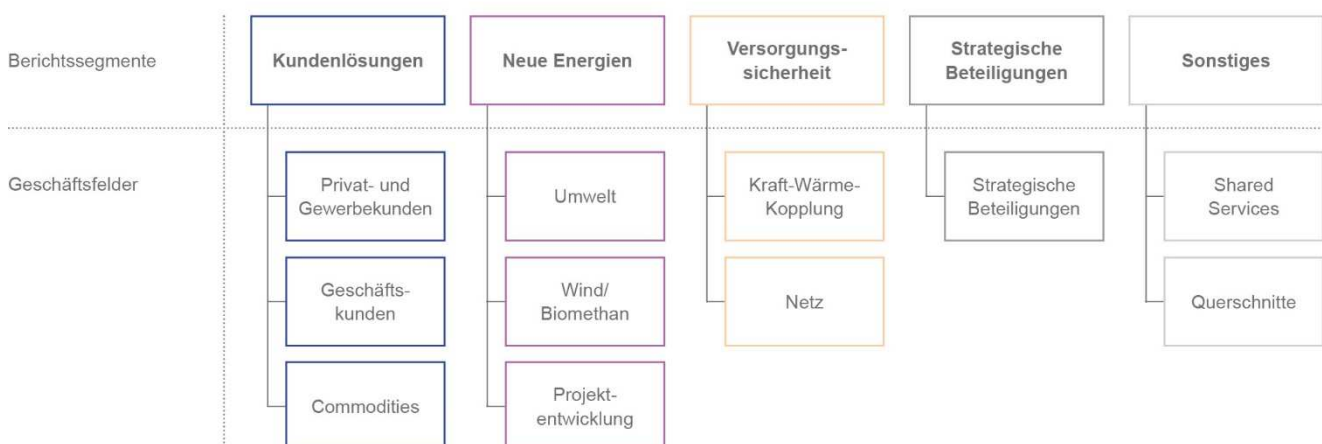 Berichtssegmente
Kundenlösungen
Neue Energien
Versorgungs-
sicherheit
Strategische
Beteiligungen
Sonstiges
Geschäftsfelder
Privat- und
Gewerbekunden
Umwelt
Kraft-Wärme-
Kopplung
Strategische
Beteiligungen
Shared
Services
Geschäfts-
kunden
Wind/
Biomethan
Netz
Querschnitte
Commodities
Projekt-
entwicklung